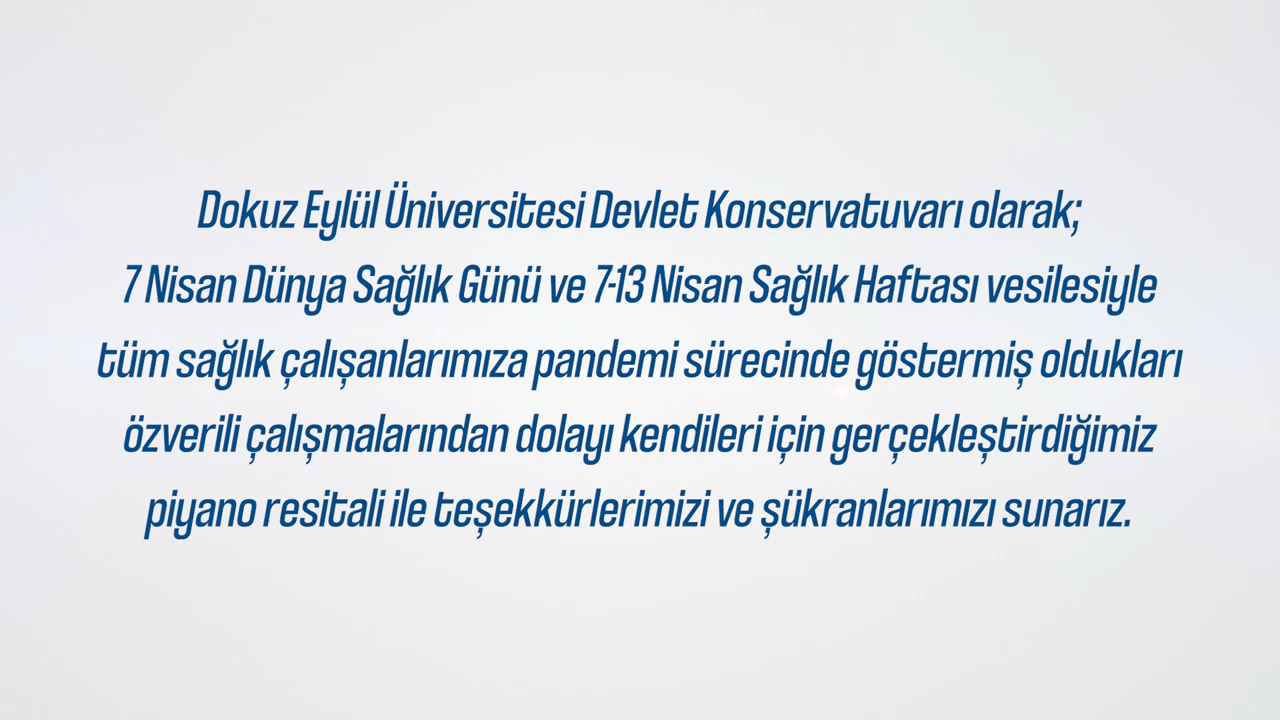 Dokuz Eylül Üniversitesi Devlet Konservatuvarı olarak;
7 Nisan Dünya Sağlık Günü ve 7-13 Nisan Sağlık Haftası vesilesiyle
tüm sağlık çalışanlarımıza pandemi sürecinde göstermiş oldukları
özverili çalışmalarından dolayı kendileri için gerçekleştirdiğimiz
piyano resitali ile teşekkürlerimizi ve şükranlarımızı sunarız.